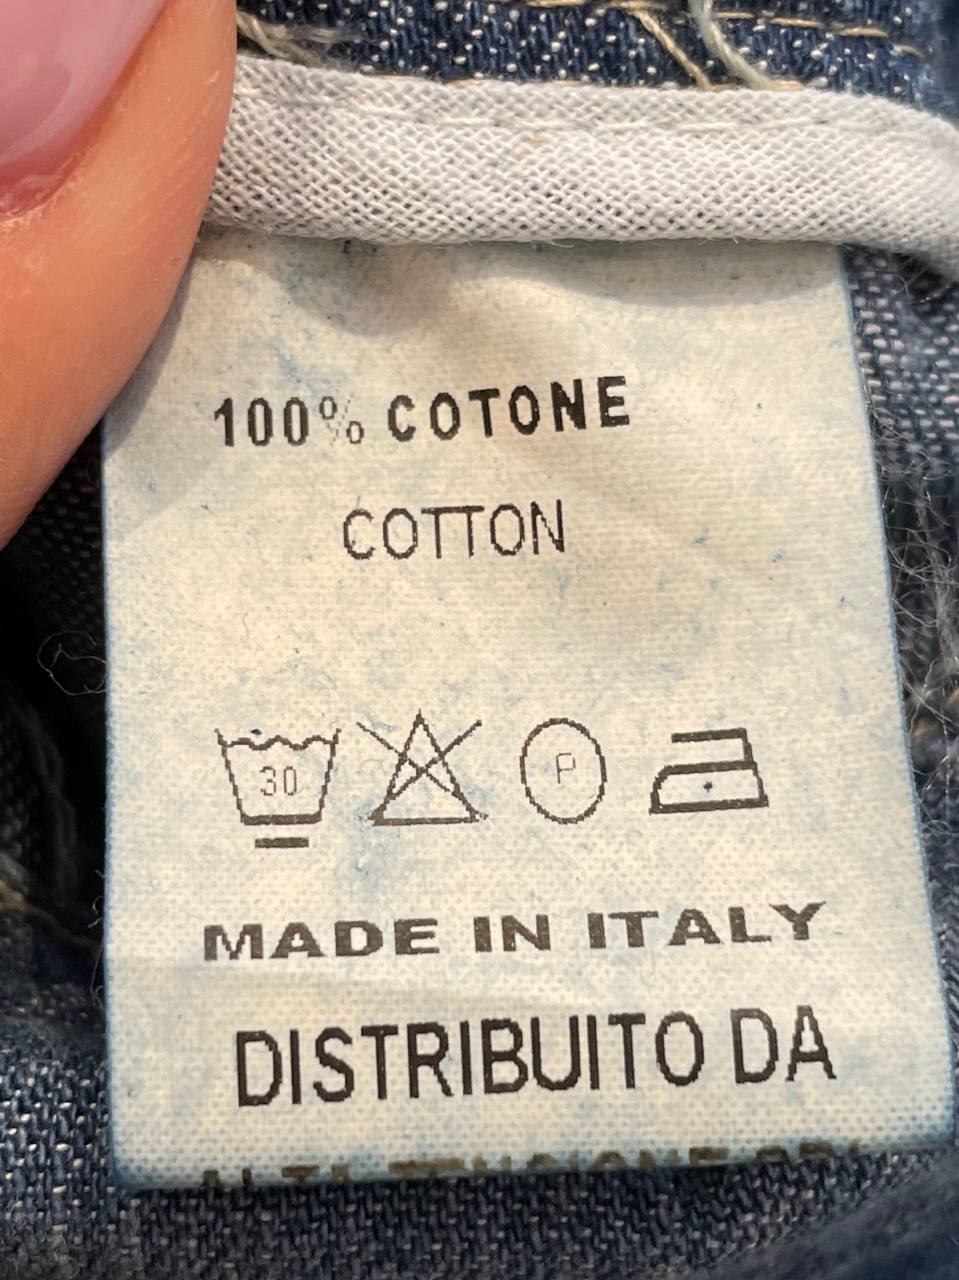 100% COTONE
COTTON
30
P
MADE IN ITALY
DISTRIBUITO DA